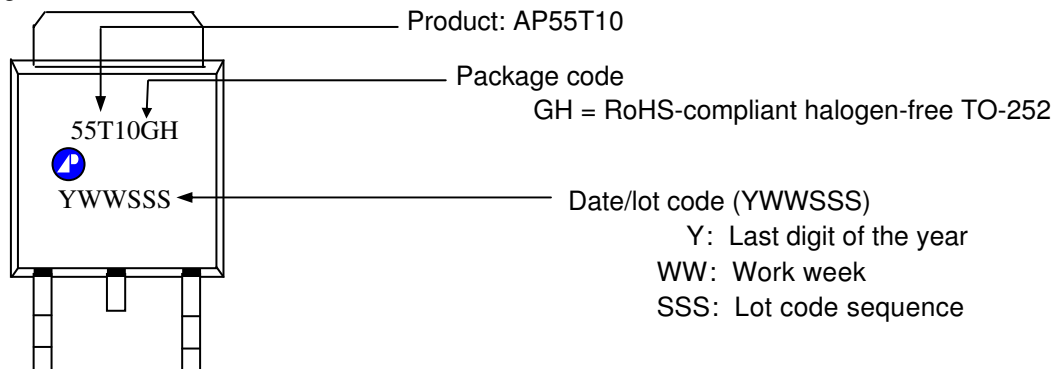 Product: AP55T10
Package code
GH = RoHS-compliant halogen-free TO-252
55T10GH
AP
YWWSSS
Date/lot code (YWWSSS)
Y: Last digit of the year
WW: Work week
SSS: Lot code sequence